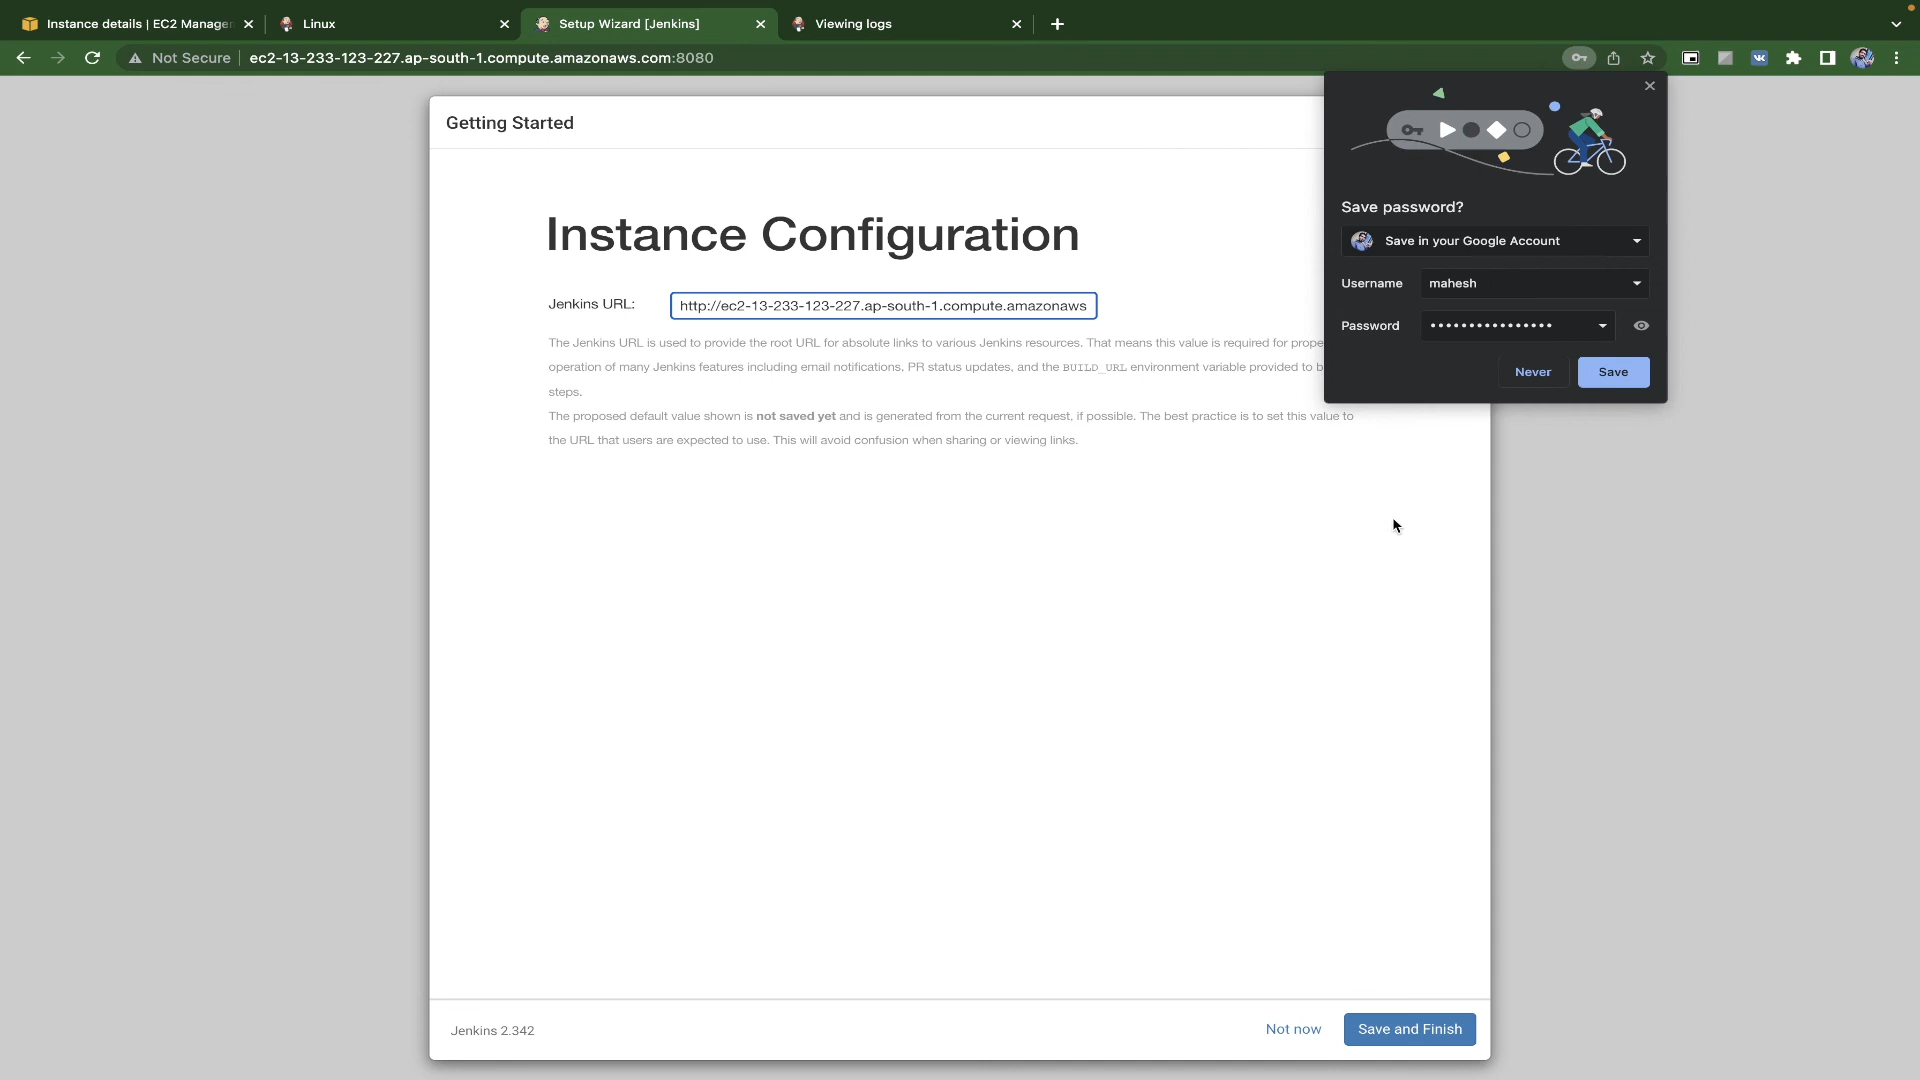 Instance details | EC2 Manage
Linux
Setup Wizard [Jenkins]
Viewing logs
Not Secure
ec2-13-233-123-227.ap-south-1.compute.amazonaws.com:8080
Getting Started
Instance Configuration
Jenkins URL:
http://ec2-13-233-123-227.ap-south-1.compute.amazonaws
The Jenkins URL is used to provide the root URL for absolute links to various Jenkins resources. That means this value is required for prope
operation of many Jenkins features including email notifications, PR status updates, and the BUILD_URL environment variable provided to b
steps.
The proposed default value shown is not saved yet and is generated from the current request, if possible. The best practice is to set this value to
the URL that users are expected to use. This will avoid confusion when sharing or viewing links.
Save password?
Save in your Google Account
Username
mahesh
Password
••••••••••••••••
Never
Save
Jenkins 2.342
Not now
Save and Finish